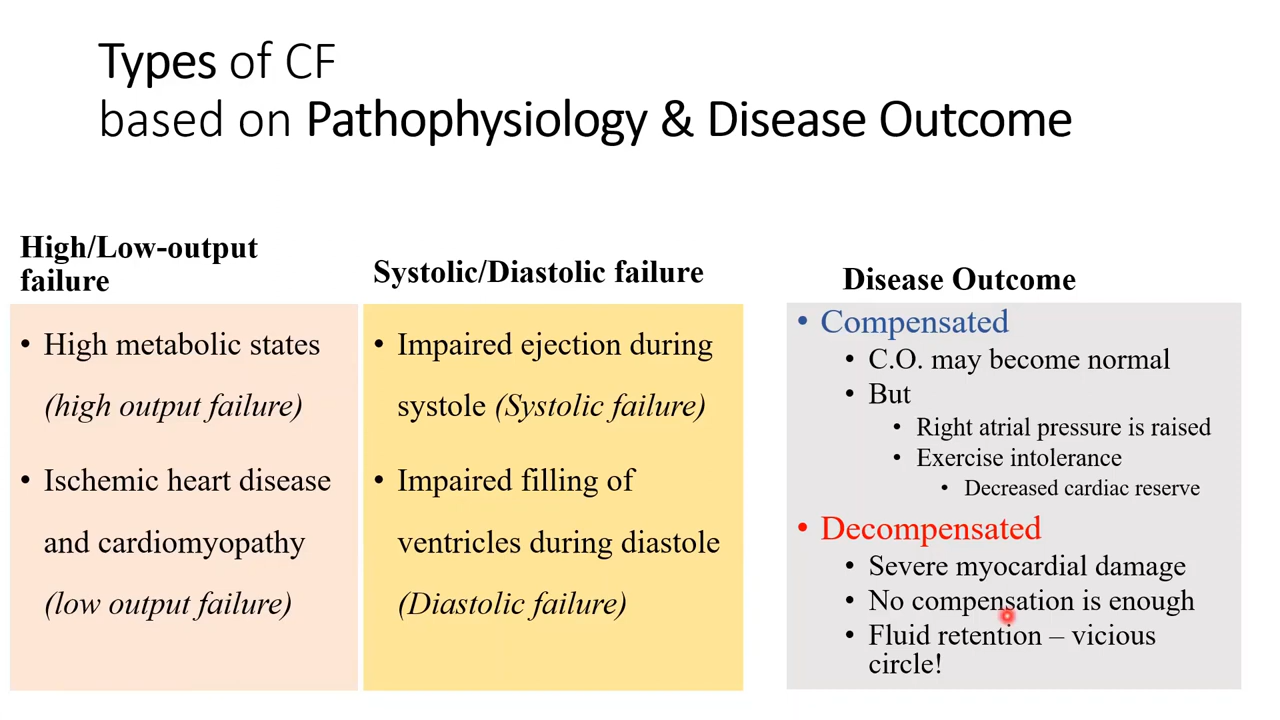 Types of CF
based on Pathophysiology & Disease Outcome
High/Low-output
failure
• High metabolic states
(high output failure)
• Ischemic heart disease
and cardiomyopathy
(low output failure)
Systolic/Diastolic failure
• Impaired ejection during
systole (Systolic failure)
• Impaired filling of
ventricles during diastole
(Diastolic failure)
Disease Outcome
• Compensated
• C.O. may become normal
• But
• Right atrial pressure is raised
• Exercise intolerance
• Decreased cardiac reserve
• Decompensated
• Severe myocardial damage
• No compensation is enough
• Fluid retention – vicious
circle!